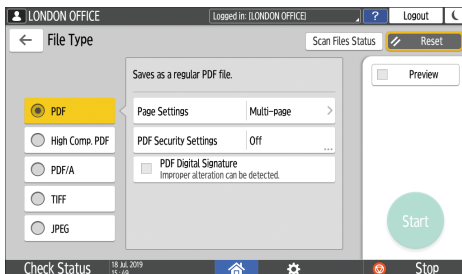 LONDON OFFICE
Logged in: [LONDON OFFICE]
? Logout
File Type
Scan Files Status
Reset
Saves as a regular PDF file.
Preview
PDF
Page Settings Multi-page
High Comp. PDF
PDF Security Settings Off
PDF/A
PDF Digital Signature
Improper alteration can be detected.
TIFF
JPEG
Start
Check Status
18 Jul. 2019
Stop